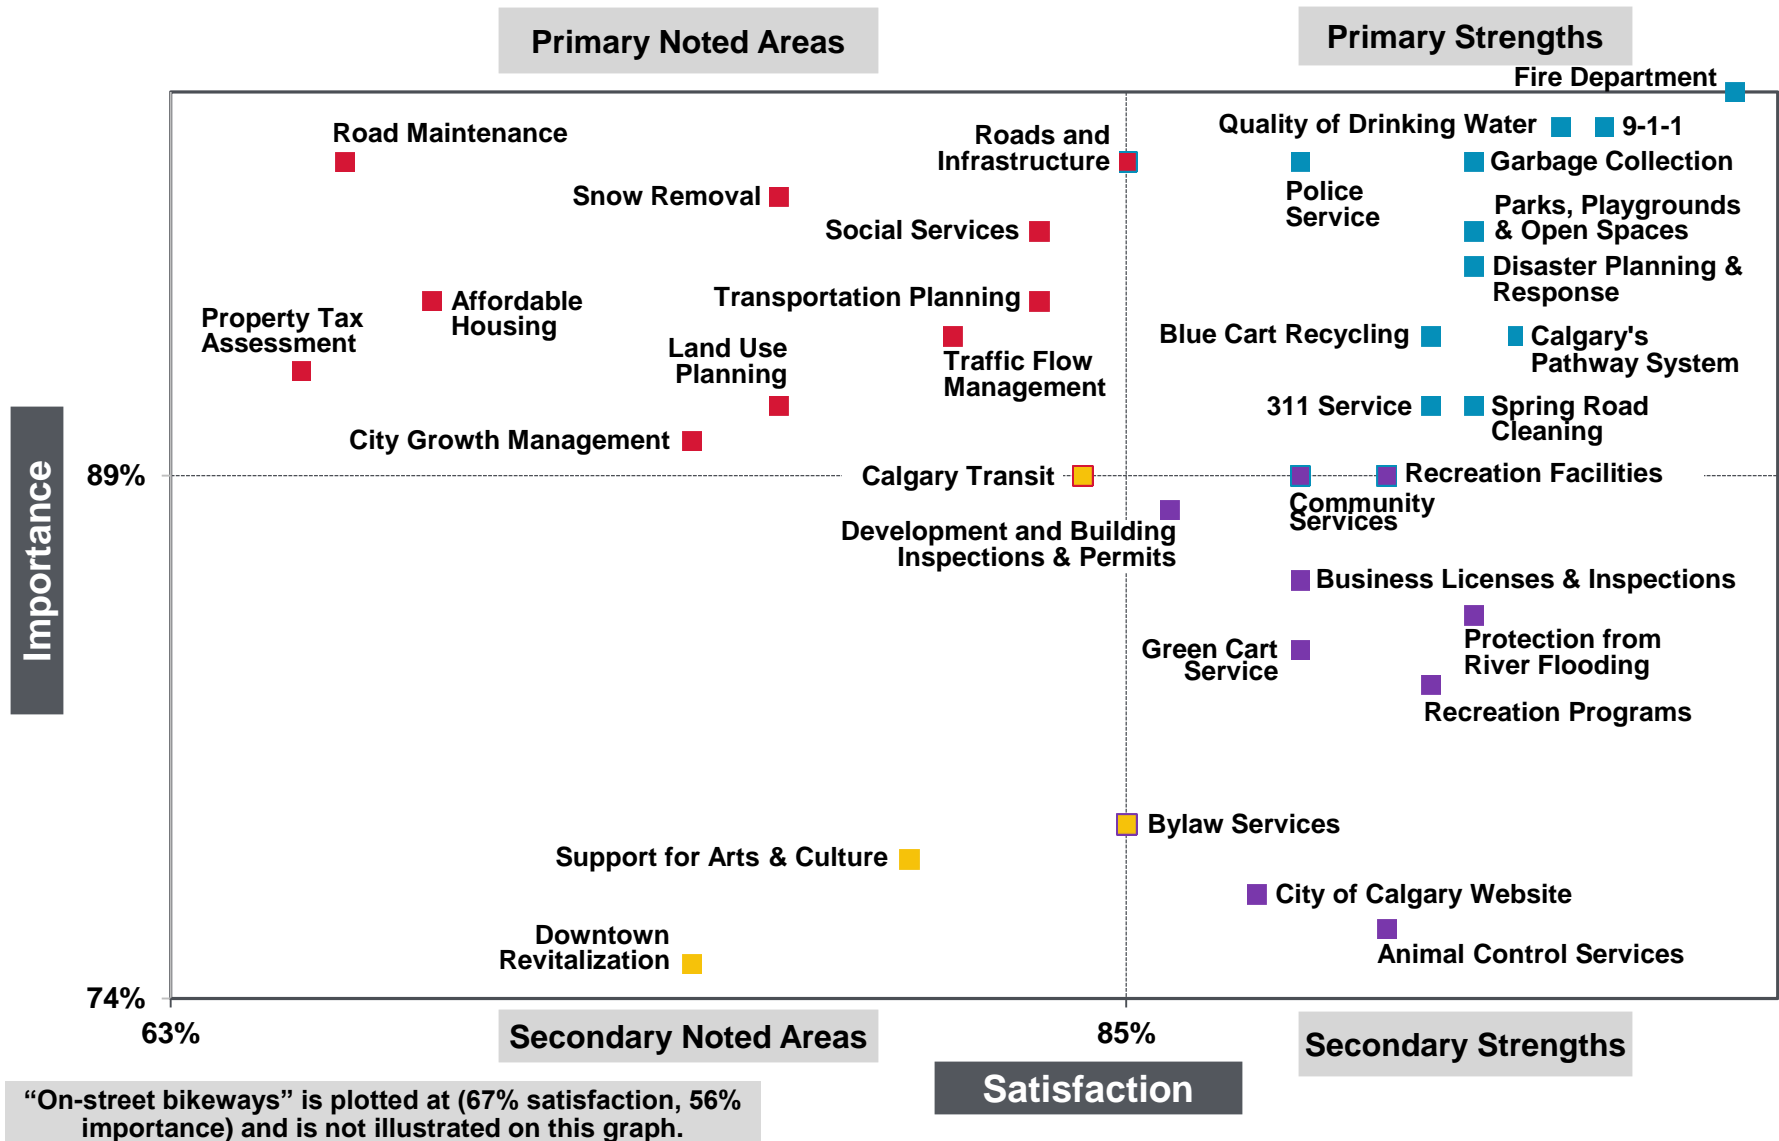 Primary Noted Areas
Primary Strengths
Fire Department
Quality of Drinking Water
9-1-1
Road Maintenance
Roads and
Infrastructure
Garbage Collection
Police
Service
Snow Removal
Parks, Playgrounds
& Open Spaces
Social Services
Disaster Planning &
Response
Transportation Planning
Affordable
Housing
Property Tax
Assessment
Land Use
Planning
Traffic Flow
Management
Blue Cart Recycling
Calgary's
Pathway System
311 Service
Spring Road
Cleaning
City Growth Management
Importance
89%
Calgary Transit
Recreation Facilities
Community
Services
Development and Building
Inspections & Permits
Business Licenses & Inspections
Protection from
River Flooding
Green Cart
Service
Recreation Programs
Bylaw Services
Support for Arts & Culture
City of Calgary Website
Downtown
Revitalization
Animal Control Services
74%
63%
85%
Secondary Noted Areas
Secondary Strengths
Satisfaction
“On-street bikeways” is plotted at (67% satisfaction, 56%
importance) and is not illustrated on this graph.